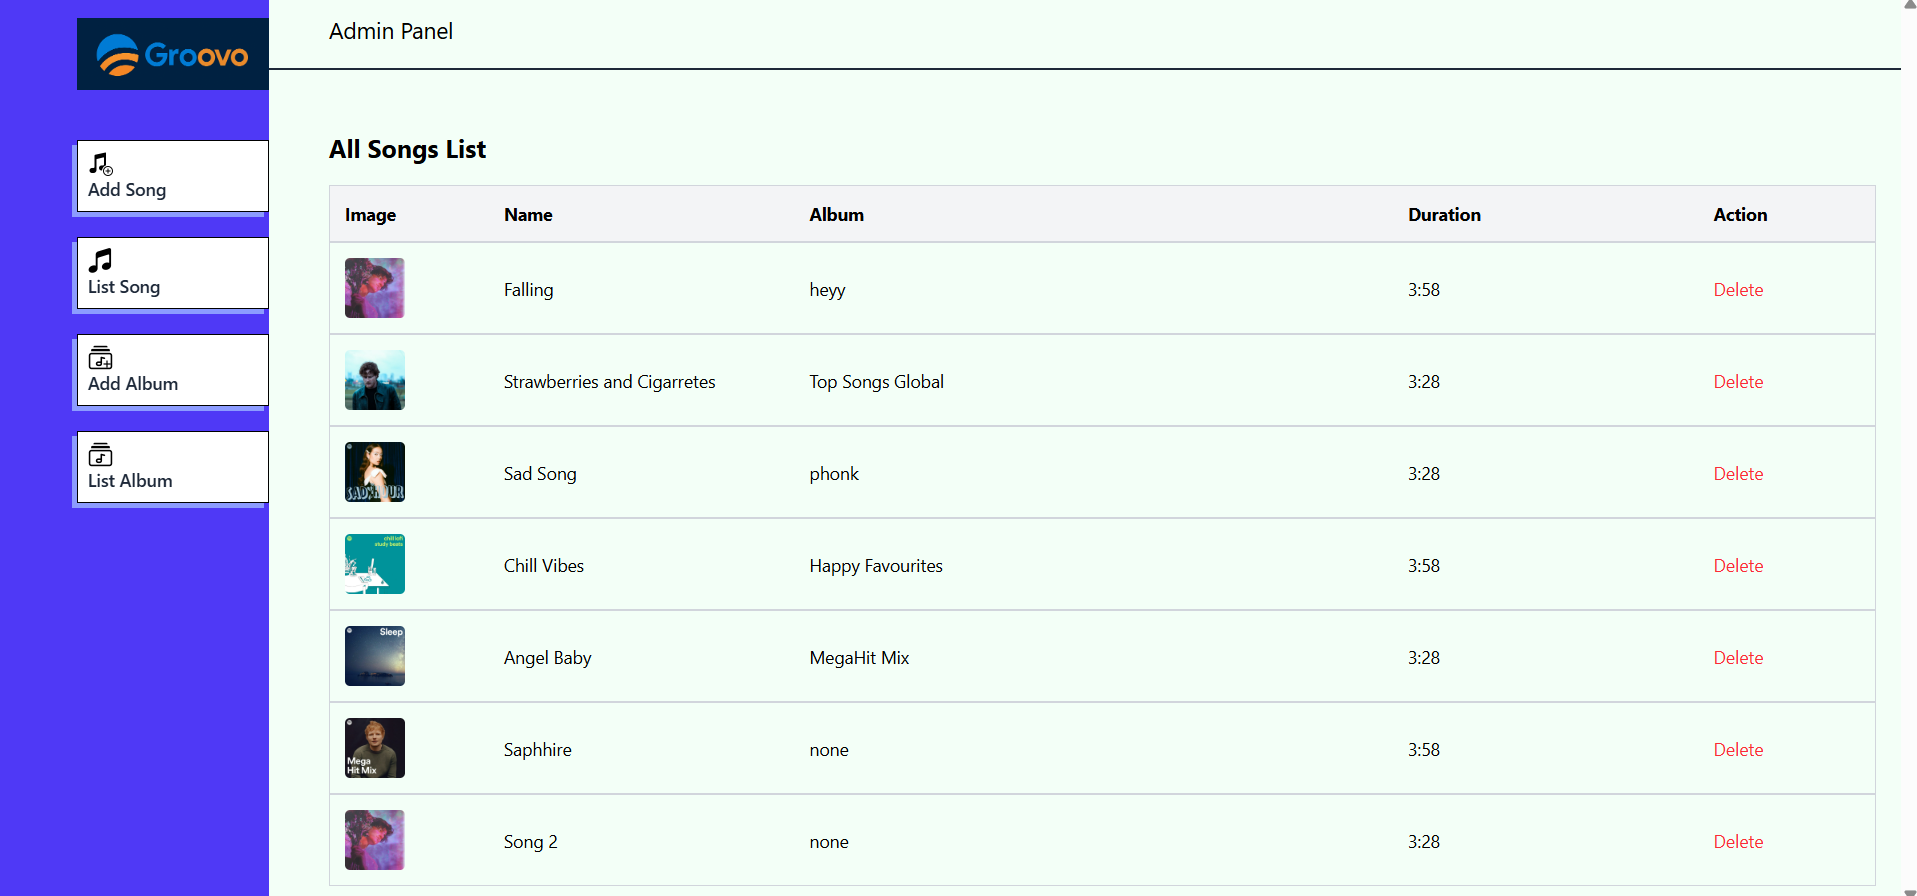 Groovo
Admin Panel
Add Song
List Song
Add Album
List Album
All Songs List
Image Name Album Duration Action
Falling heyy 3:58 Delete
Strawberries and Cigarretes Top Songs Global 3:28 Delete
SAD HOUR
Sad Song phonk 3:28 Delete
chill lofi
study beats
Chill Vibes Happy Favourites 3:58 Delete
Sleep
Angel Baby MegaHit Mix 3:28 Delete
Mega
Hit Mix
Saphhire none 3:58 Delete
Song 2 none 3:28 Delete